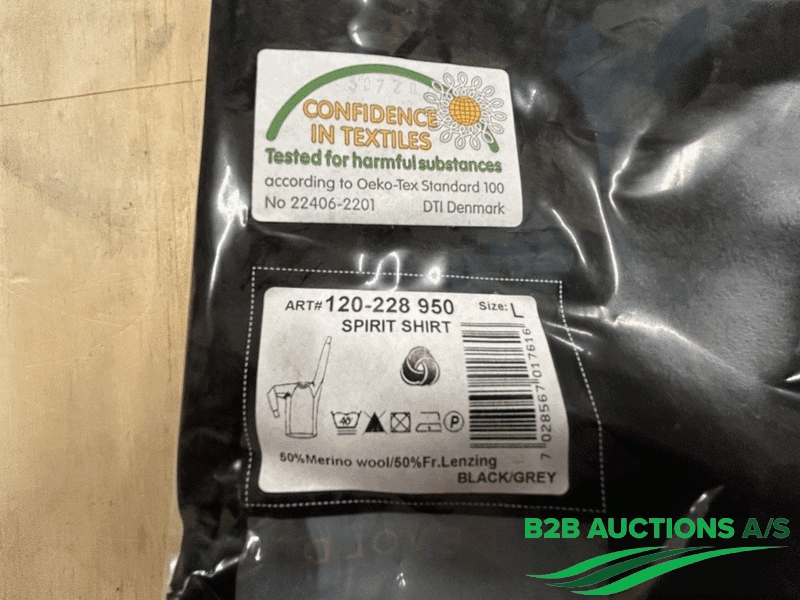 50720
CONFIDENCE
IN TEXTILES
Tested for harmful substances
according to Oeko-Tex Standard 100
No 22406-2201 DTI Denmark
ART# 120-228 950 Size: L
SPIRIT SHIRT
40°
P
7 028567 017616
50%Merino wool/50%Fr.Lenzing
BLACK/GREY
B2B AUCTIONS A/S